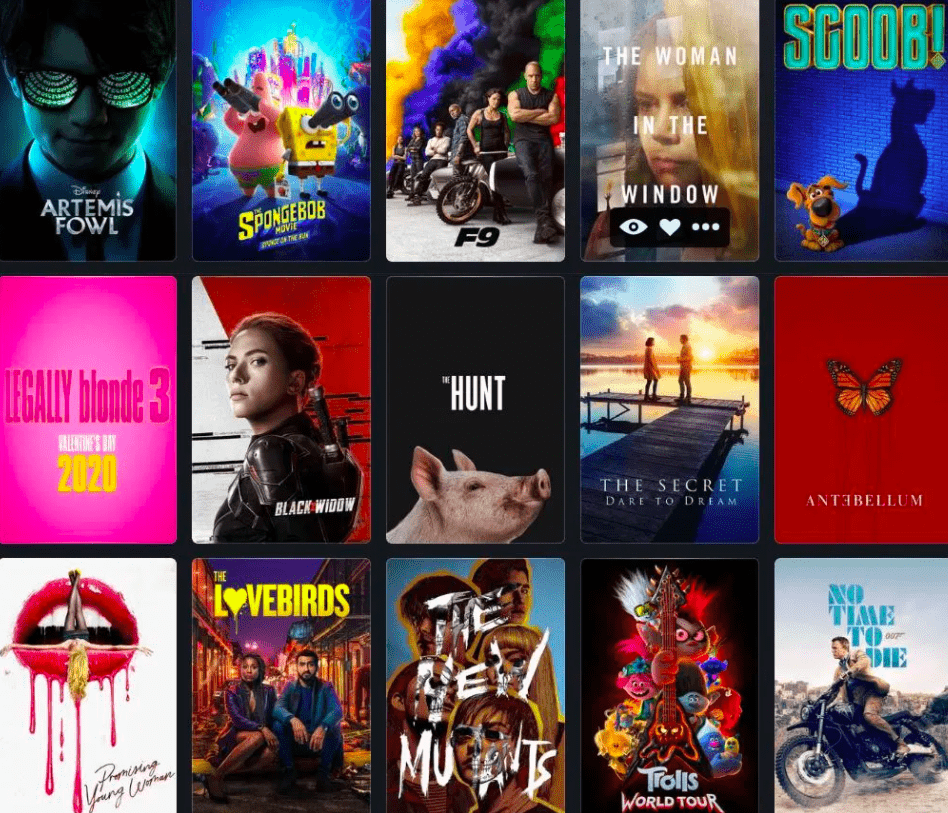 Disney
ARTEMIS
FOWL
THE
SPONGEBOB
MOVIE
SPONGE ON THE RUN
F9
THE WOMAN
IN THE
WINDOW
SCOOB!
LEGALLY blonde 3
VALENTINE'S DAY
2020
BLACK WIDOW
THE HUNT
THE SECRET
DARE TO DREAM
ANTƎBELLUM
Promising
Young Woman
THE
LOVEBIRDS
THE
NEW
MUTANTS
Trolls
WORLD TOUR
NO
TIME
TO 007
DIE